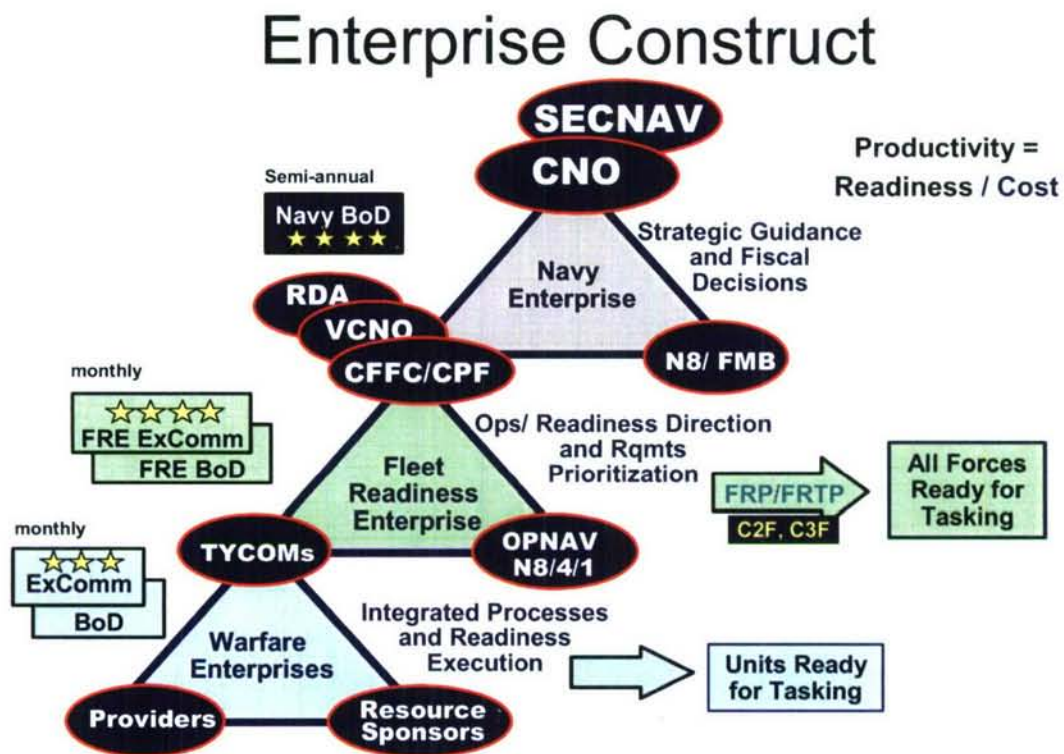 Enterprise Construct
SECNAV
CNO
Productivity =
Readiness / Cost
Semi-annual
Navy BoD
Strategic Guidance
and Fiscal
Decisions
Navy
Enterprise
RDA
VCNO
CFFC/CPF
N8/ FMB
monthly
FRE ExComm
FRE BoD
Ops/ Readiness Direction
and Rqmts
Prioritization
Fleet
Readiness
Enterprise
FRP/FRTP
C2F, C3F
All Forces
Ready for
Tasking
monthly
ExComm
BoD
TYCOMs
OPNAV
N8/4/1
Integrated Processes
and Readiness
Execution
Warfare
Enterprises
Units Ready
for Tasking
Providers
Resource
Sponsors